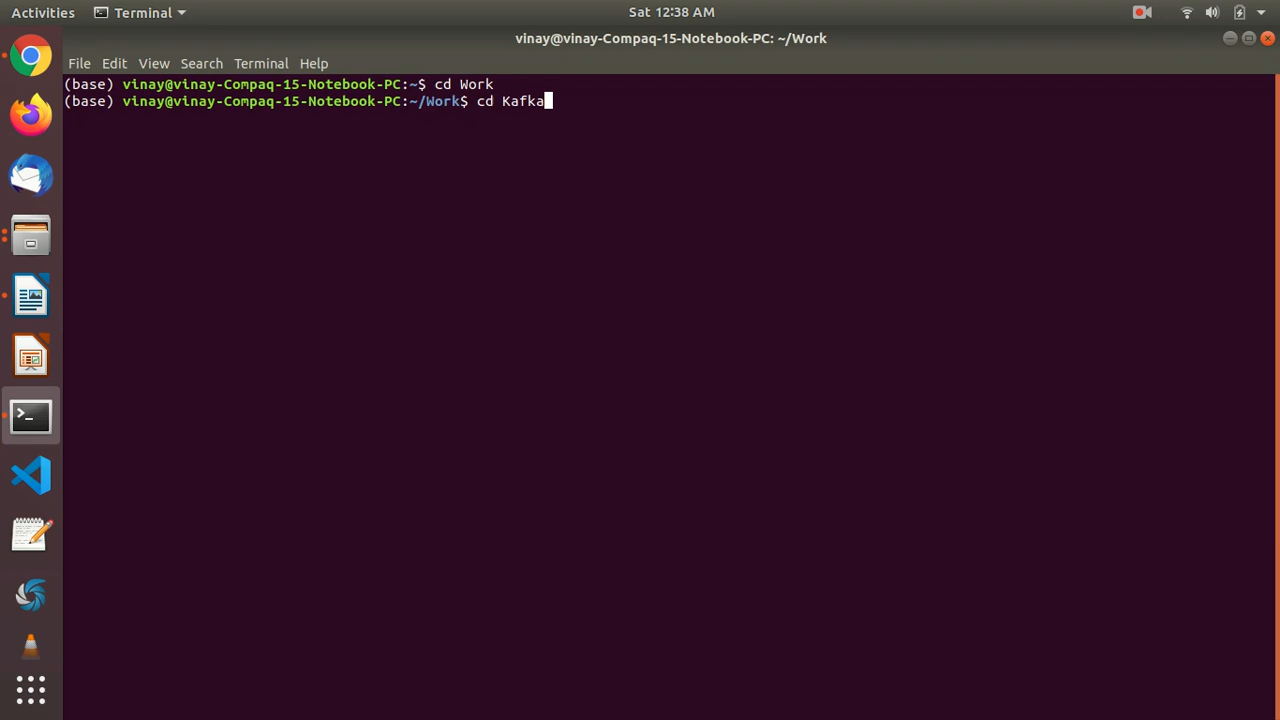 Activities Terminal Sat 12:38 AM
vinay@vinay-Compaq-15-Notebook-PC: ~/Work
File Edit View Search Terminal Help
(base) vinay@vinay-Compaq-15-Notebook-PC:~$ cd Work
(base) vinay@vinay-Compaq-15-Notebook-PC:~/Work$ cd Kafka